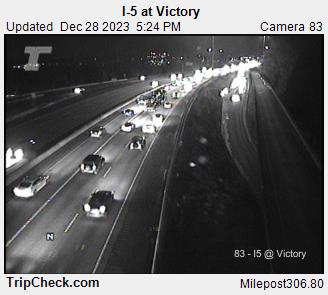 I-5 at Victory
Updated Dec 28 2023 5:24 PM Camera 83
T
N
83 - I5 @ Victory
TripCheck.com Milepost306.80